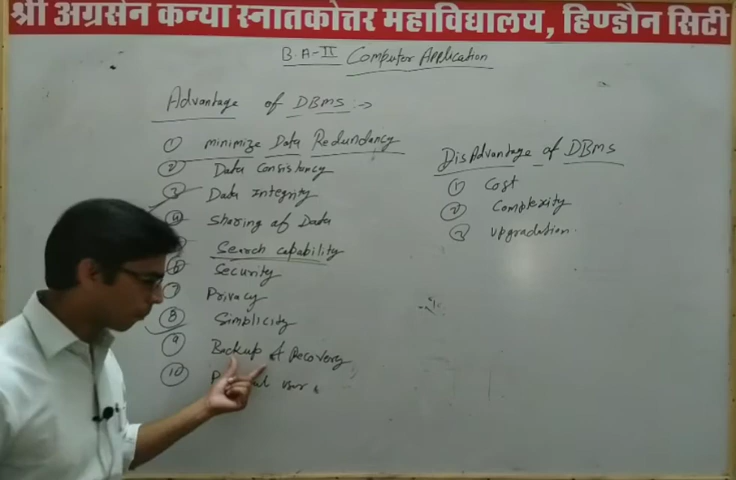 श्री अग्रसेन कन्या स्नातकोत्तर महाविद्यालय, हिण्डौन सिटी
B.A-II Computer Application
Advantage of DBMS :→
① minimize Data Redundancy
② Data Consistancy
③ Data Integrity
④ Sharing of Data
Search capability
⑥ Security
⑦ Privacy
⑧ Simplicity
⑨ Backup & Recovery
⑩ user
DisAdvantage of DBMS
① Cost
② Complexity
③ upgradation.